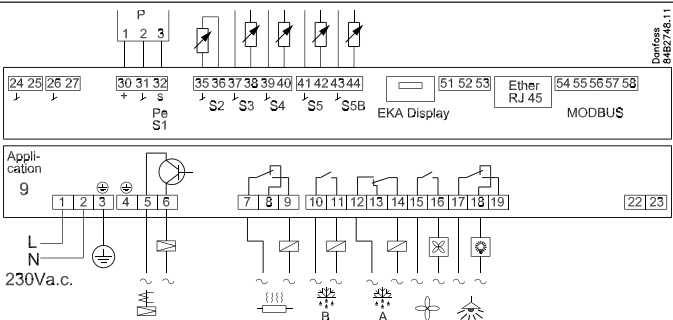 P
1 2 3
Danfoss
84B2748.11
24 25 26 27 30 31 32 35 36 37 38 39 40 41 42 43 44 51 52 53 54 55 56 57 58
+ s
Pe
S1
S2 S3 S4 S5 S5B
EKA Display
Ether
RJ 45
MODBUS
Appli-
cation
9
1 2 3 4 5 6 7 8 9 10 11 12 13 14 15 16 17 18 19 22 23
L
N
230Va.c.
B A